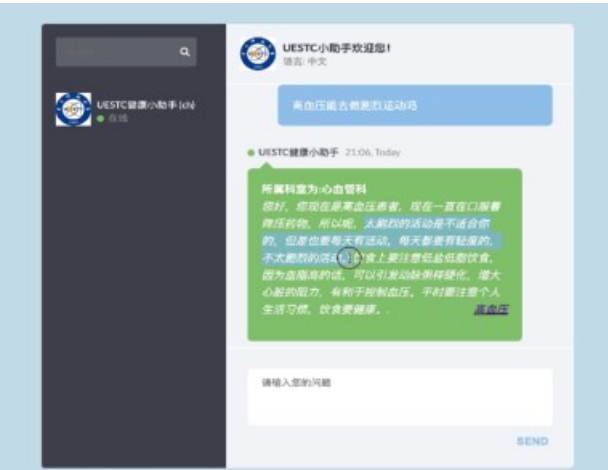 UESTC小助手欢迎您!
语言: 中文
UESTC健康小助手 (ch)
在线
高血压能去做剧烈运动吗
UESTC健康小助手 21:06, Today
所属科室为:心血管科
您好，您现在是高血压患者，现在一直在口服着
降压药物，所以呢，太剧烈的活动是不适合你
的，但是也要每天有活动，每天都要有轻度的，
不太剧烈的活动。饮食上要注意低盐低脂饮食，
因为血脂高的话，可以引发动脉粥样硬化，增大
心脏的阻力，有利于控制血压，平时要注意个人
生活习惯，饮食要健康。.
高血压
请输入您的问题
SEND